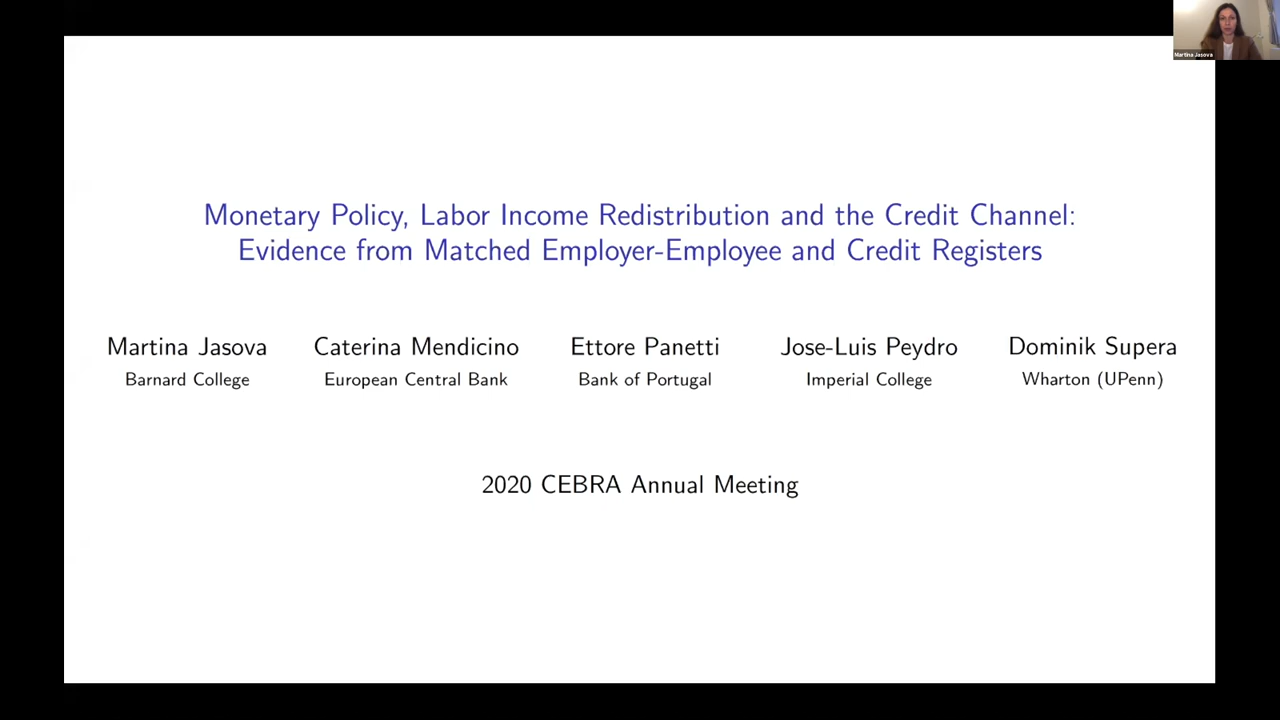 Martina Jasova
Monetary Policy, Labor Income Redistribution and the Credit Channel:
Evidence from Matched Employer-Employee and Credit Registers
Martina Jasova Caterina Mendicino Ettore Panetti Jose-Luis Peydro Dominik Supera
Barnard College European Central Bank Bank of Portugal Imperial College Wharton (UPenn)
2020 CEBRA Annual Meeting